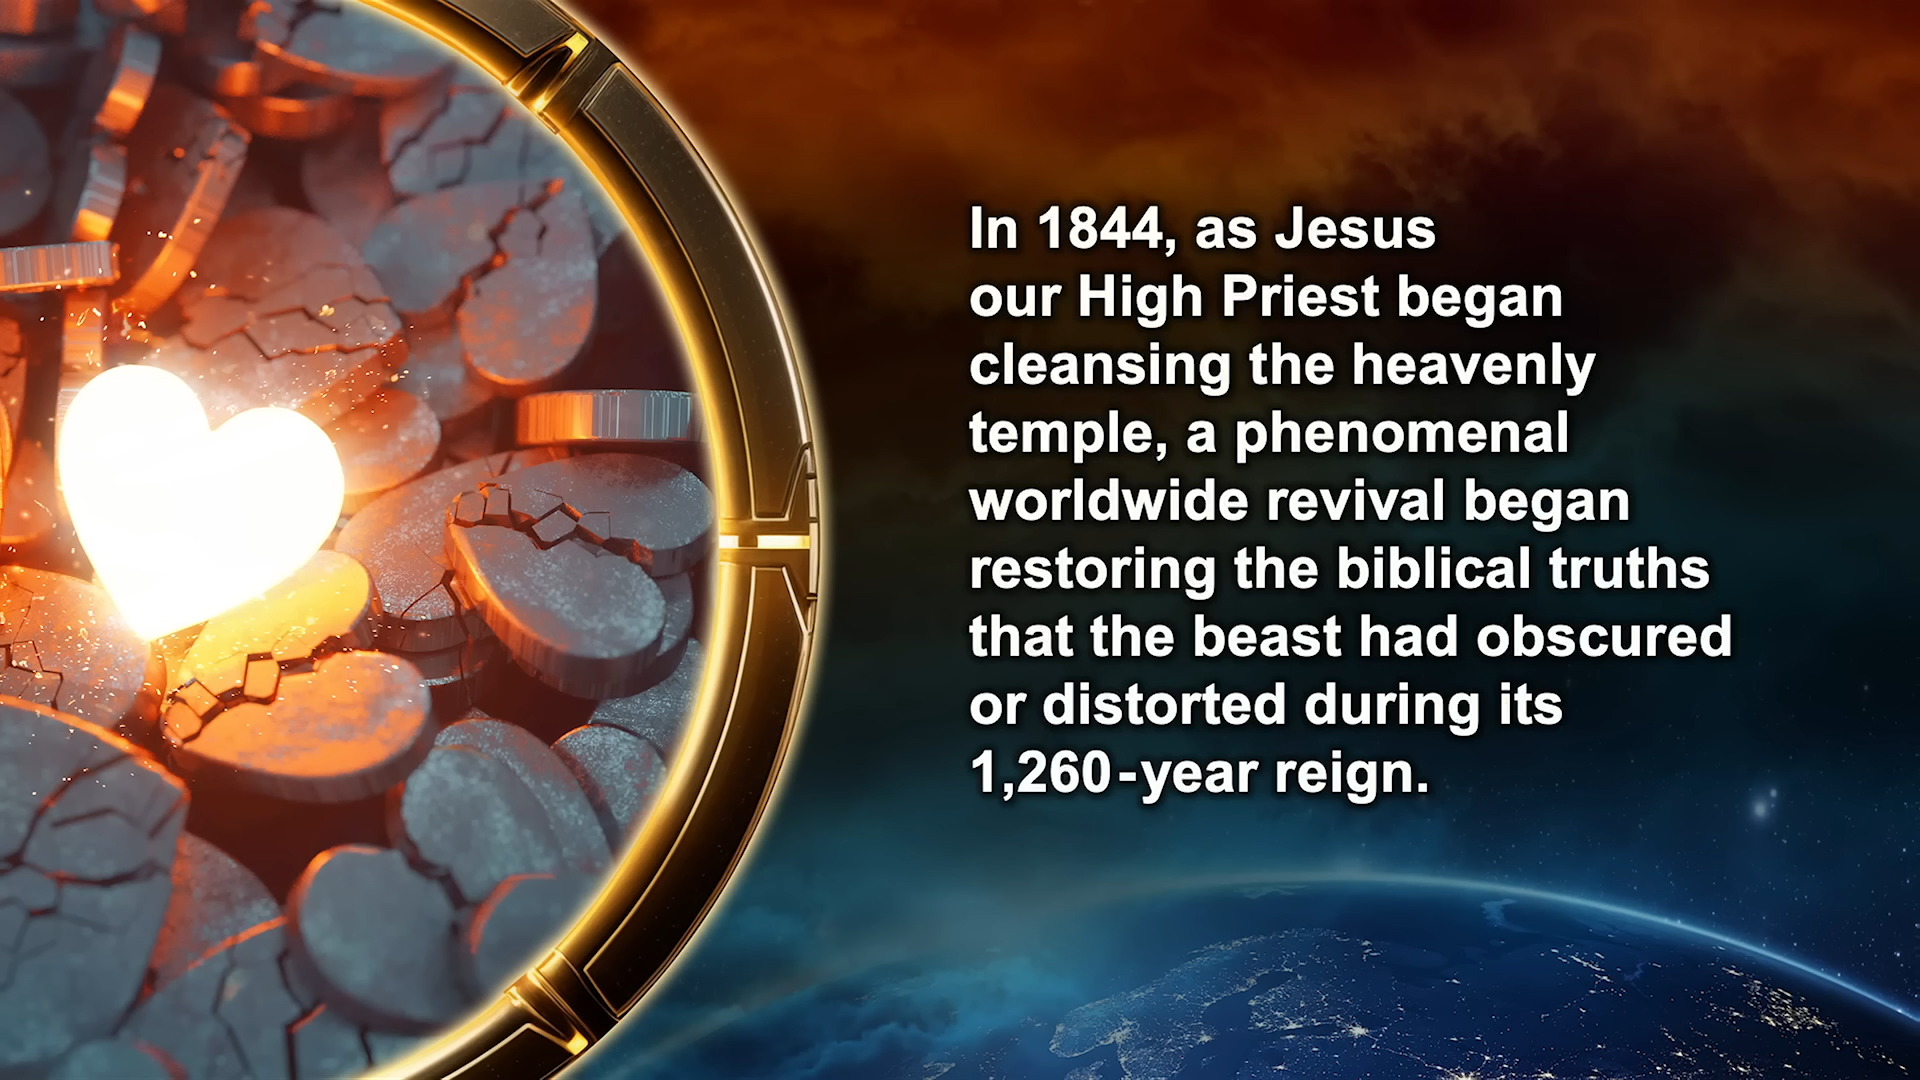 In 1844, as Jesus
our High Priest began
cleansing the heavenly
temple, a phenomenal
worldwide revival began
restoring the biblical truths
that the beast had obscured
or distorted during its
1,260-year reign.